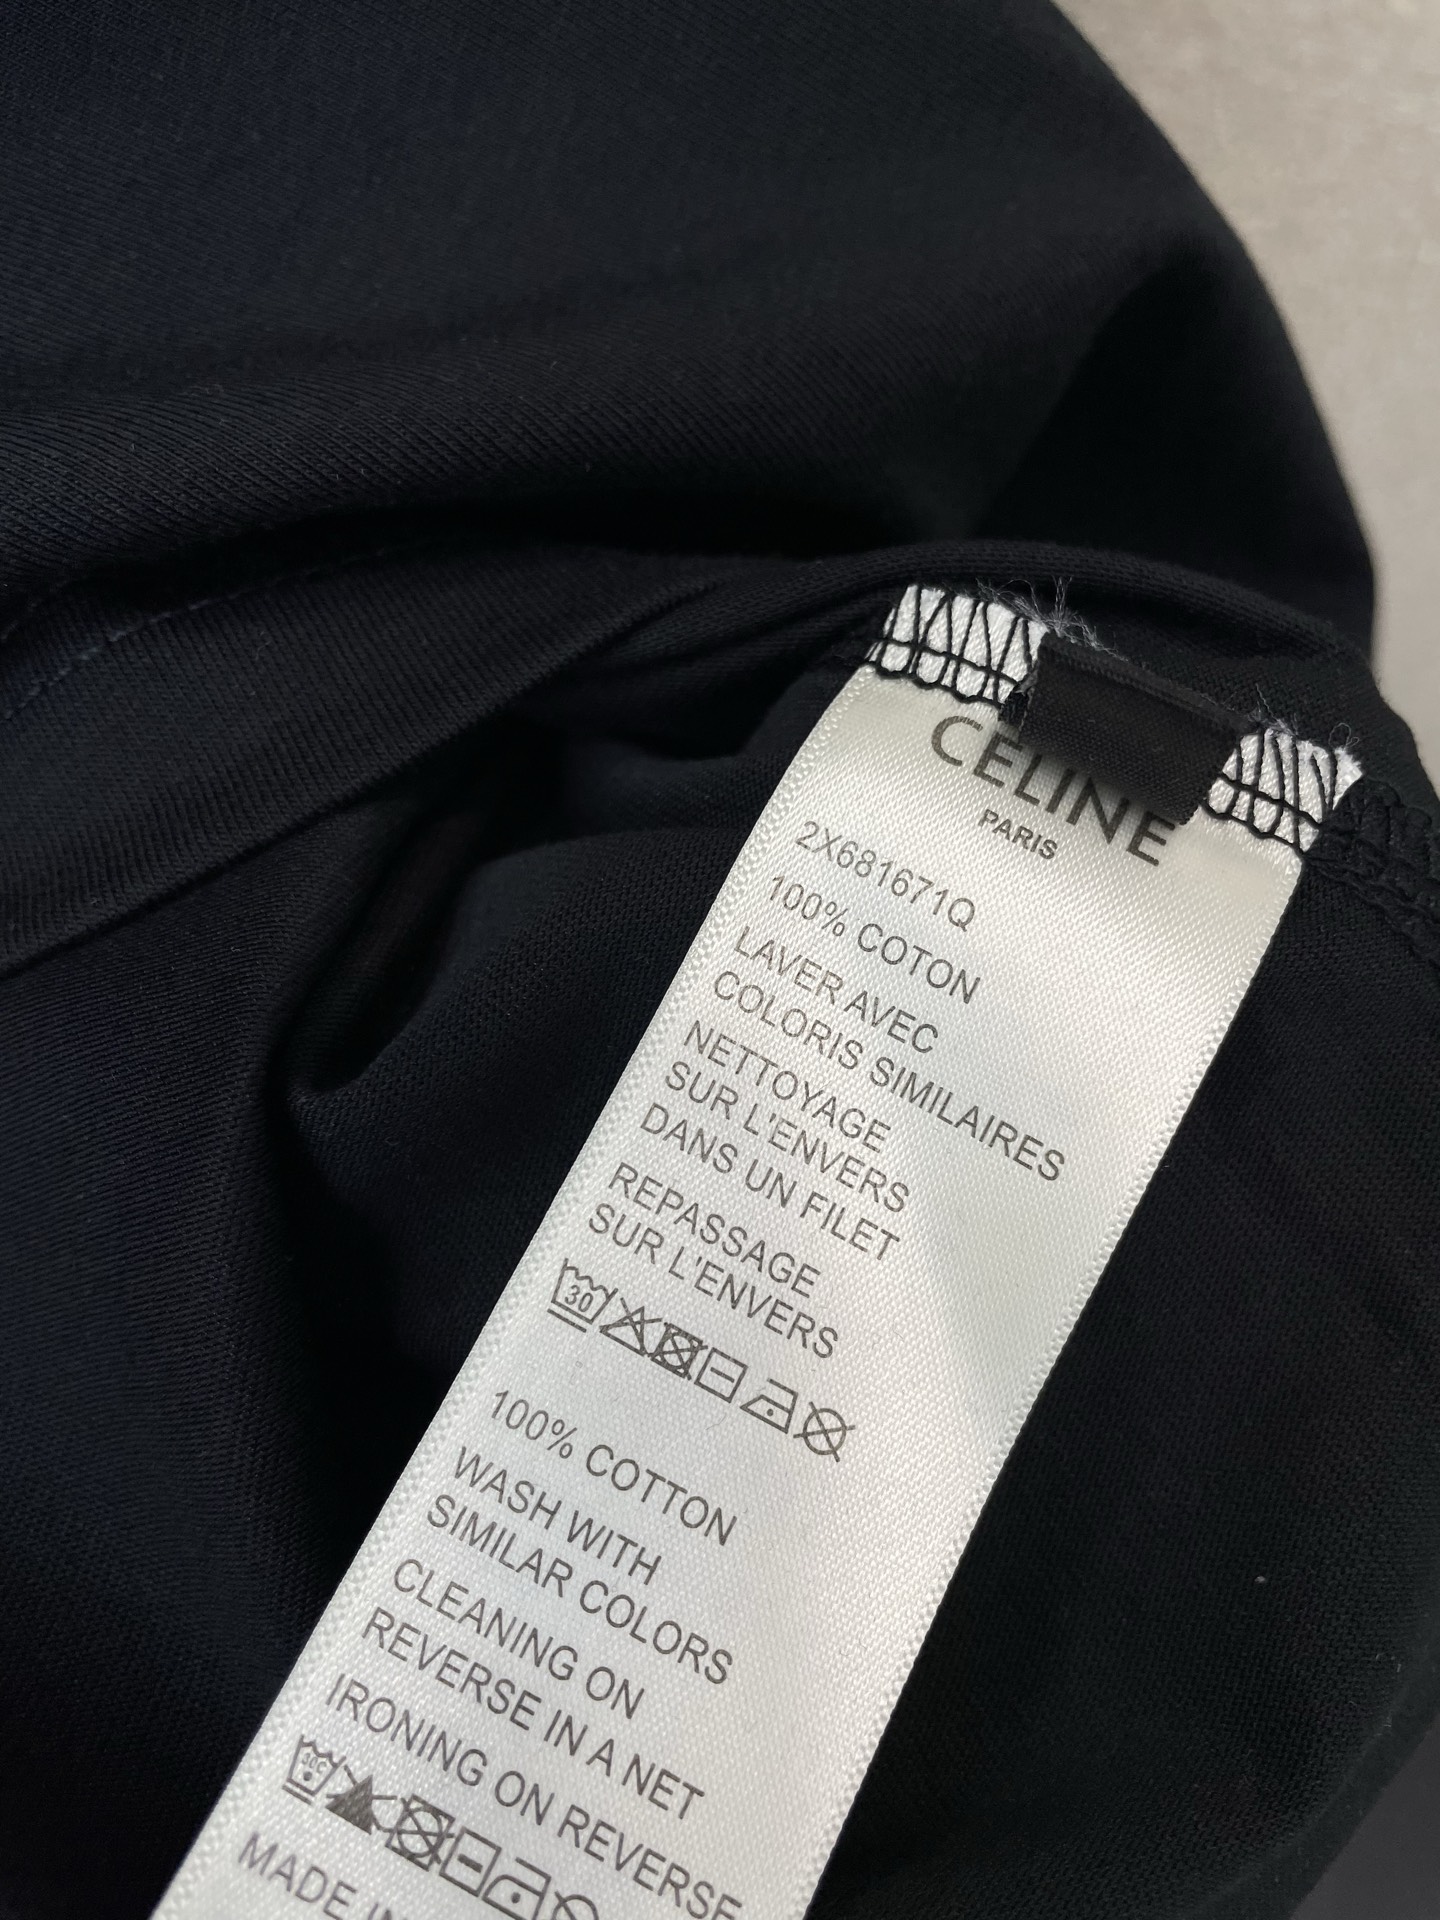 CELINE
PARIS
2X681671Q
100% COTON
LAVER AVEC
COLORIS SIMILAIRES
NETTOYAGE
SUR L'ENVERS
DANS UN FILET
REPASSAGE
SUR L'ENVERS
30
100% COTTON
WASH WITH
SIMILAR COLORS
CLEANING ON
REVERSE IN A NET
IRONING ON REVERSE
30C
MADE IN